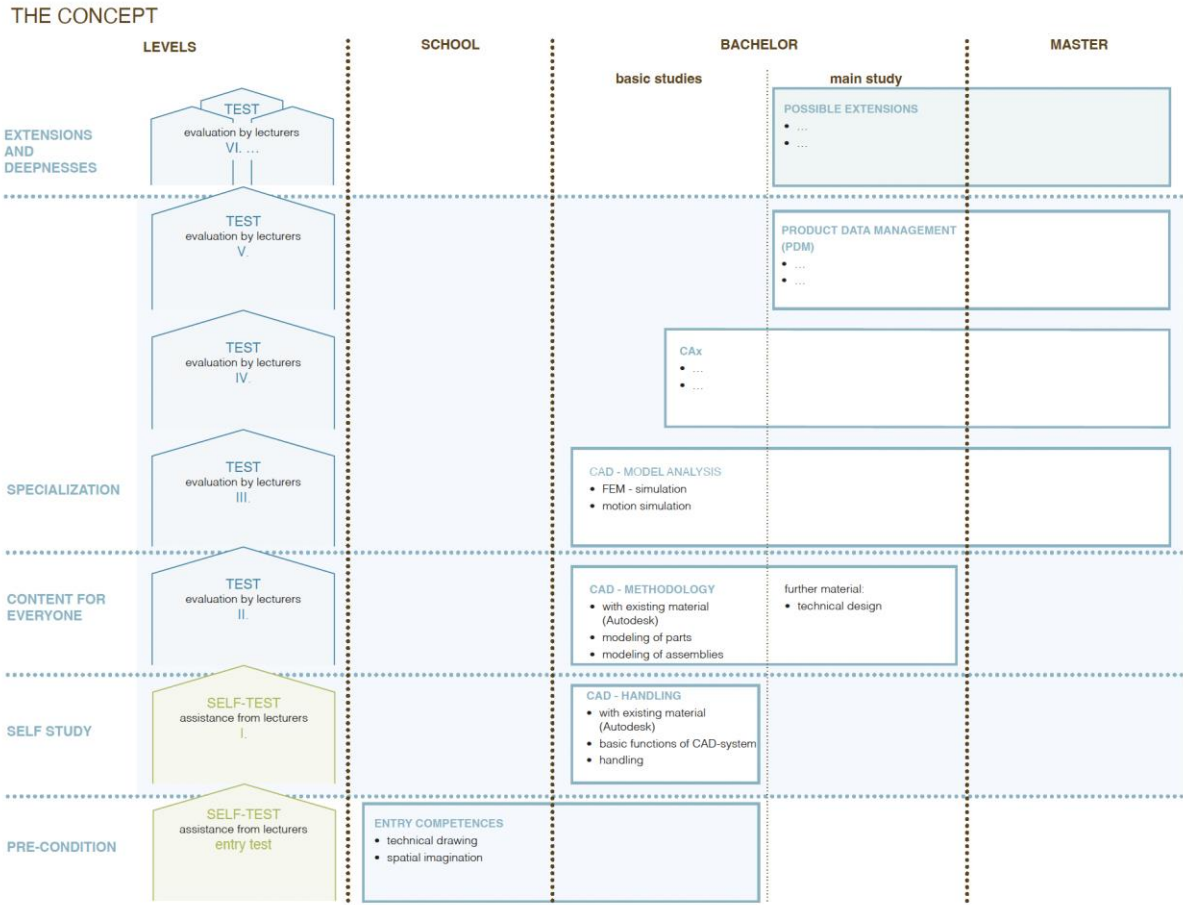 THE CONCEPT
LEVELS
SCHOOL
BACHELOR
MASTER
basic studies
main study
EXTENSIONS
AND
DEEPNESSES
TEST
evaluation by lecturers
VI. ...
POSSIBLE EXTENSIONS
• ...
• ...
TEST
evaluation by lecturers
V.
PRODUCT DATA MANAGEMENT
(PDM)
• ...
• ...
TEST
evaluation by lecturers
IV.
CAx
• ...
• ...
SPECIALIZATION
TEST
evaluation by lecturers
III.
CAD - MODEL ANALYSIS
• FEM - simulation
• motion simulation
CONTENT FOR
EVERYONE
TEST
evaluation by lecturers
II.
CAD - METHODOLOGY
• with existing material
(Autodesk)
• modeling of parts
• modeling of assemblies
further material:
• technical design
SELF STUDY
SELF-TEST
assistance from lecturers
I.
CAD - HANDLING
• with existing material
(Autodesk)
• basic functions of CAD-system
• handling
PRE-CONDITION
SELF-TEST
assistance from lecturers
entry test
ENTRY COMPETENCES
• technical drawing
• spatial imagination